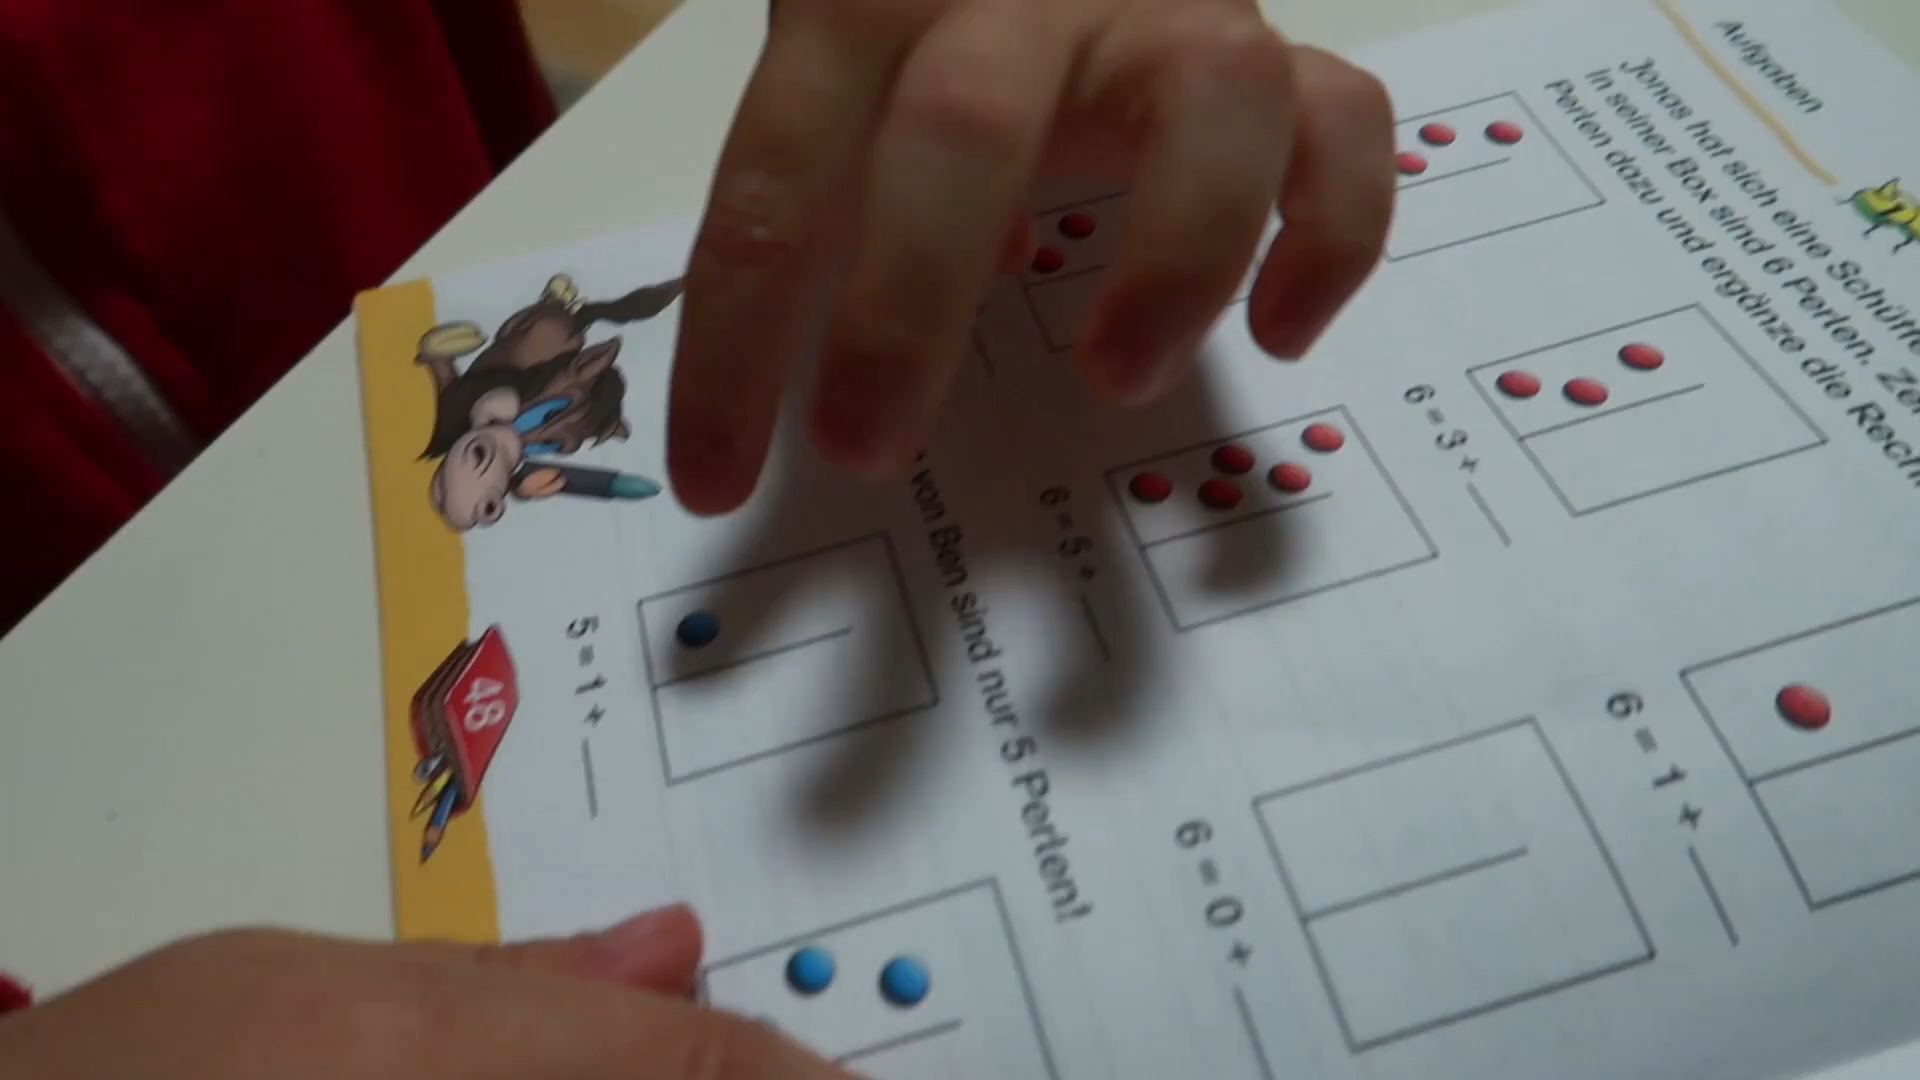 Aufgaben
Jonas hat sich eine Schütte
In seiner Box sind 6 Perlen.
Perlen dazu und ergänze die Rech
6 = 3 + ___
6 = 1 + ___
6 = 5 + ___
6 = 0 + ___
von Ben sind nur 5 Perlen!
5 = 1 + ___
48